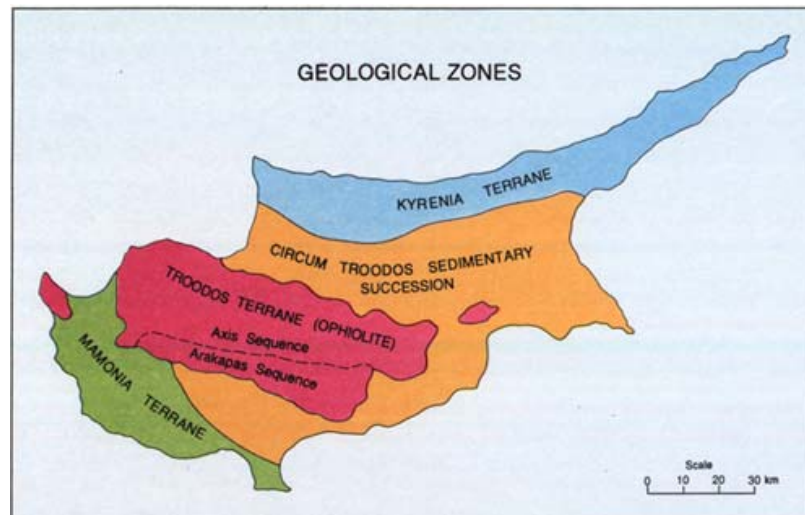 GEOLOGICAL ZONES
KYRENIA TERRANE
CIRCUM TROODOS SEDIMENTARY
SUCCESSION
TROODOS TERRANE (OPHIOLITE)
Axis Sequence
Arakapas Sequence
MAMONIA TERRANE
Scale
0 10 20 30 km